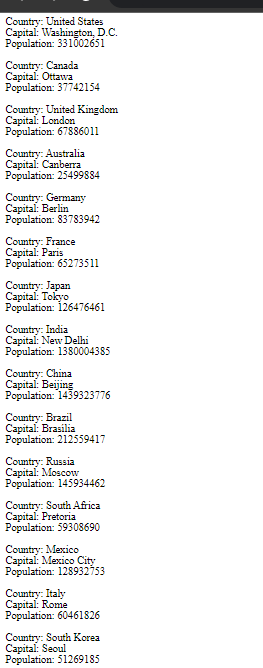 Country: United States
Capital: Washington, D.C.
Population: 331002651
Country: Canada
Capital: Ottawa
Population: 37742154
Country: United Kingdom
Capital: London
Population: 67886011
Country: Australia
Capital: Canberra
Population: 25499884
Country: Germany
Capital: Berlin
Population: 83783942
Country: France
Capital: Paris
Population: 65273511
Country: Japan
Capital: Tokyo
Population: 126476461
Country: India
Capital: New Delhi
Population: 1380004385
Country: China
Capital: Beijing
Population: 1439323776
Country: Brazil
Capital: Brasília
Population: 212559417
Country: Russia
Capital: Moscow
Population: 145934462
Country: South Africa
Capital: Pretoria
Population: 59308690
Country: Mexico
Capital: Mexico City
Population: 128932753
Country: Italy
Capital: Rome
Population: 60461826
Country: South Korea
Capital: Seoul
Population: 51269185